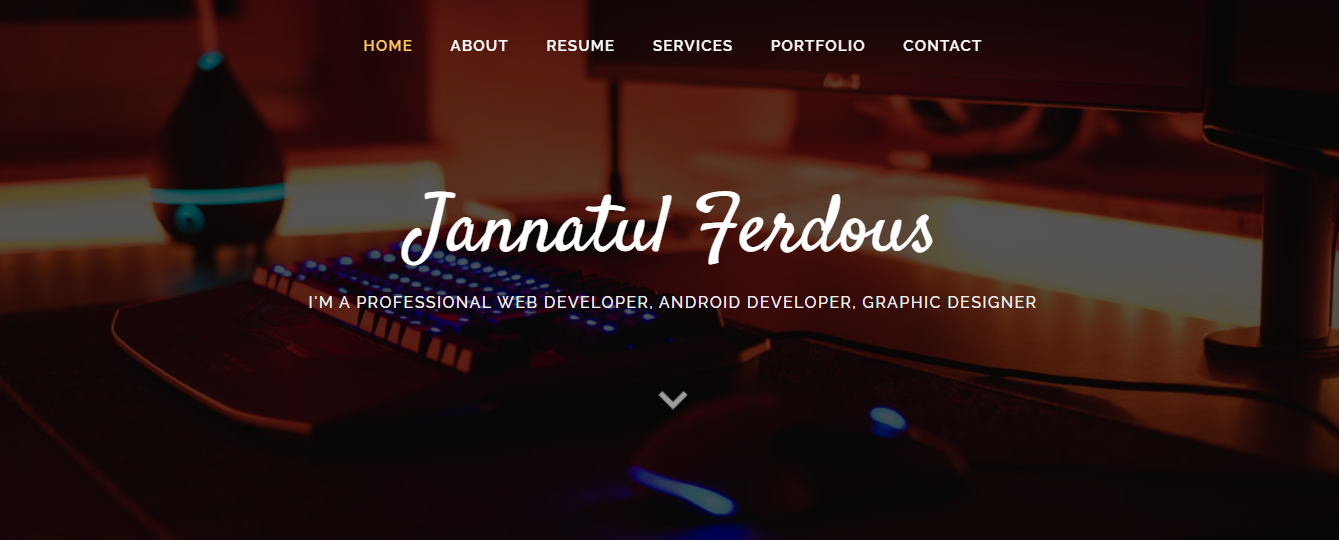 HOME ABOUT RESUME SERVICES PORTFOLIO CONTACT
Jannatul Ferdous
I'M A PROFESSIONAL WEB DEVELOPER, ANDROID DEVELOPER, GRAPHIC DESIGNER